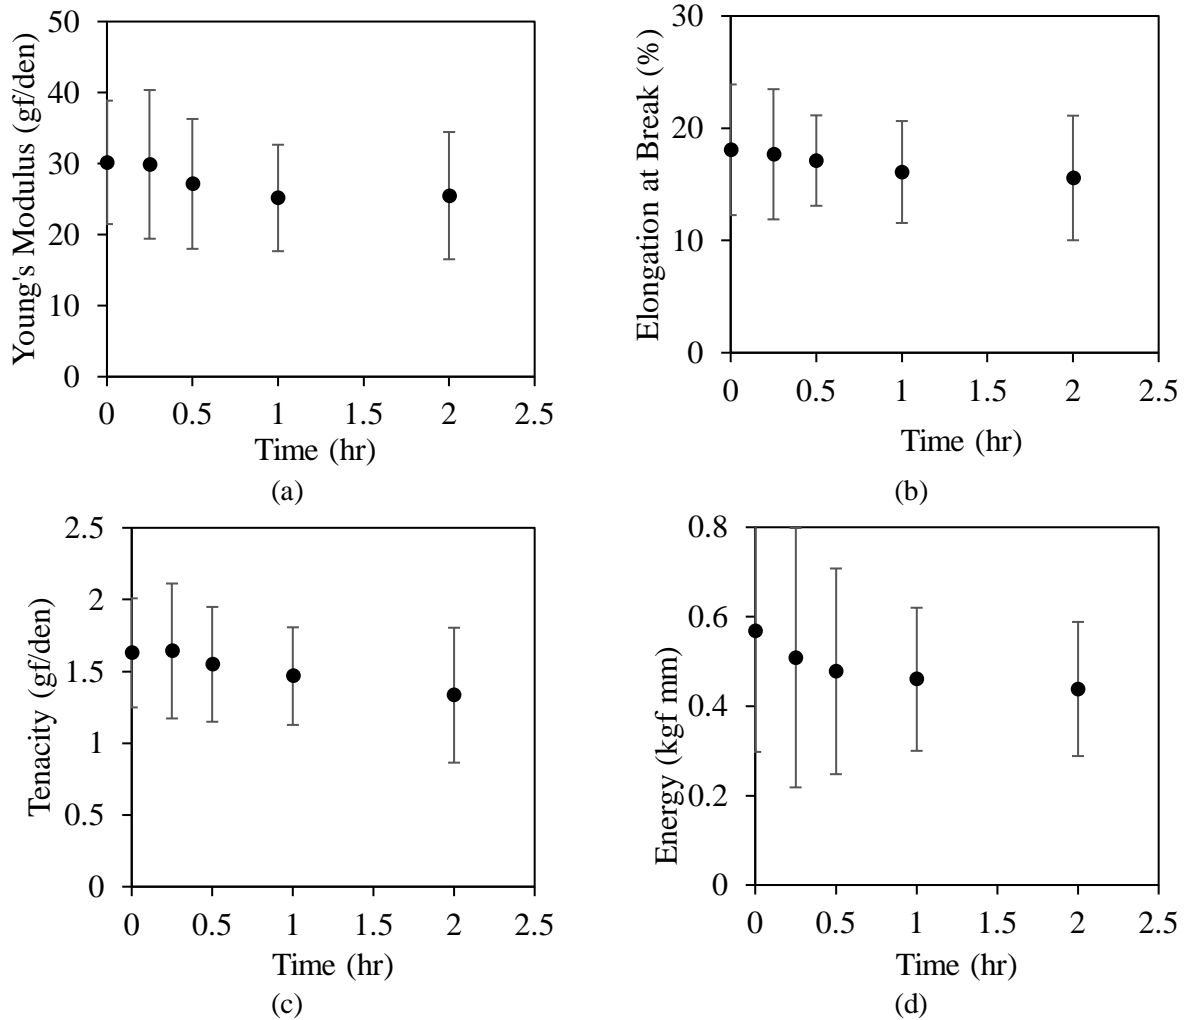 50
40
30
20
10
0
Young's Modulus (gf/den)
0 0.5 1 1.5 2 2.5
Time (hr)
(a)
30
20
10
0
Elongation at Break (%)
0 0.5 1 1.5 2 2.5
Time (hr)
(b)
2.5
2
1.5
1
0.5
0
Tenacity (gf/den)
0 0.5 1 1.5 2 2.5
Time (hr)
(c)
0.8
0.6
0.4
0.2
0
Energy (kgf mm)
0 0.5 1 1.5 2 2.5
Time (hr)
(d)